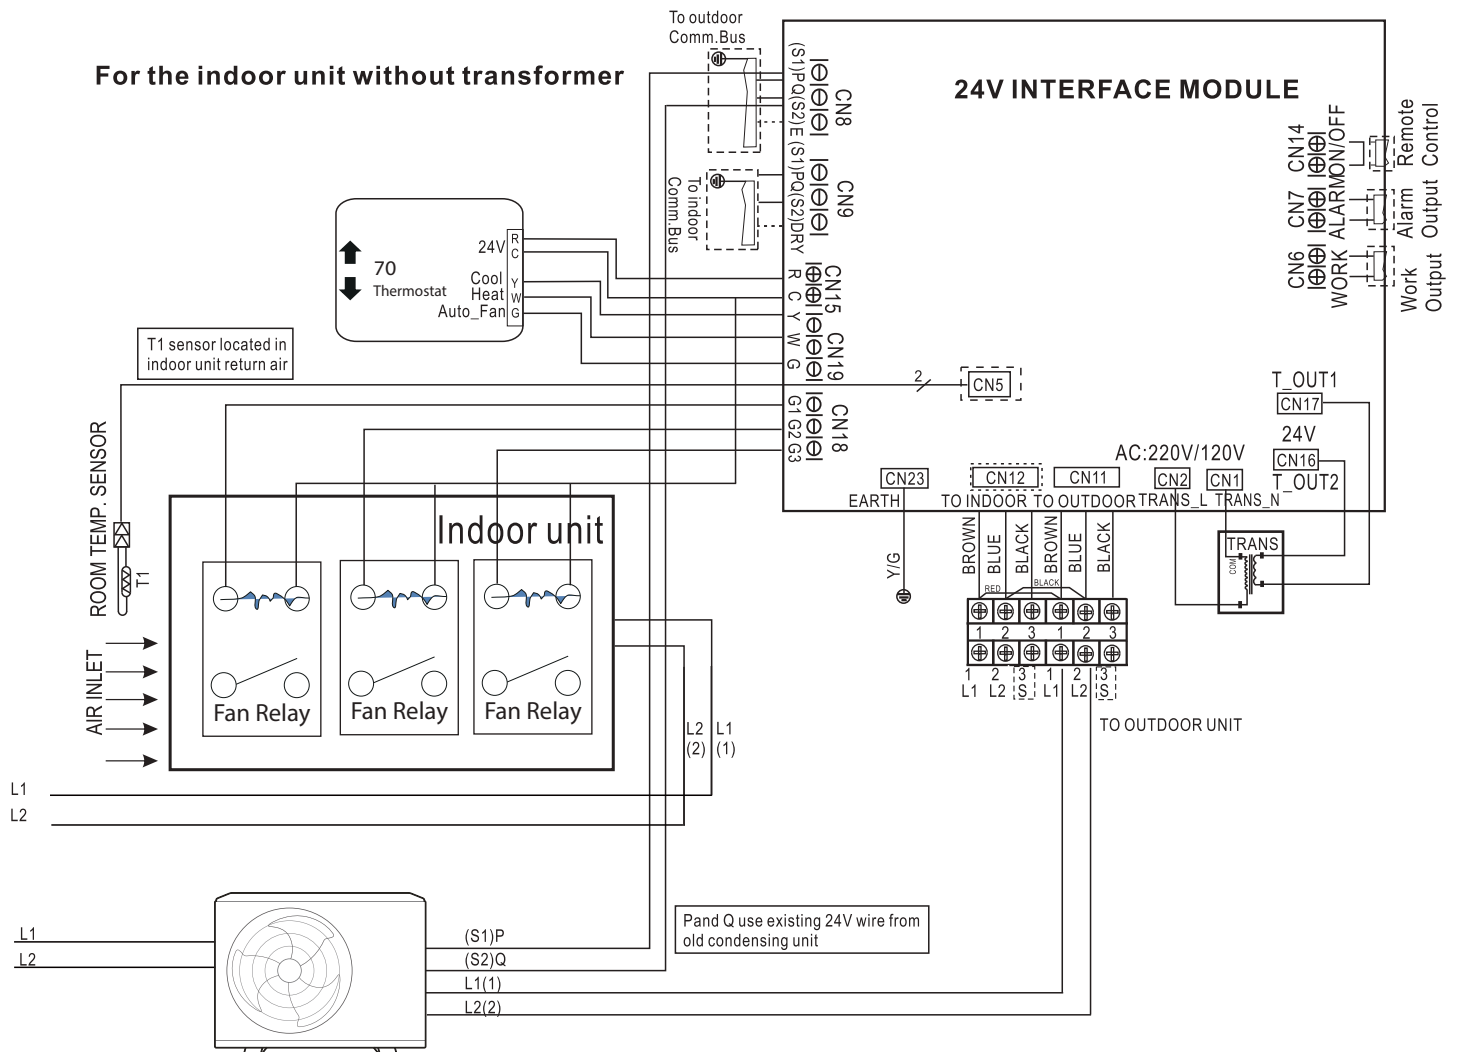 To outdoor
Comm.Bus
For the indoor unit without transformer
24V INTERFACE MODULE
(S1)PQ(S2)E
CN8
(S1)PQ(S2)DRY
CN9
To indoor
Comm.Bus
CN14
ON/OFF
Remote
Control
CN7
ALARM
Alarm
Output
CN6
WORK
Work
Output
70
Thermostat
24V
Cool
Heat
Auto_Fan
R
C
Y
W
G
R
C
Y
W
G
CN15
CN19
T1 sensor located in
indoor unit return air
2
CN5
G1
G2
G3
CN18
T_OUT1
CN17
24V
CN16
T_OUT2
AC:220V/120V
CN23
CN12
CN11
CN2
CN1
EARTH
TO INDOOR
TO OUTDOOR
TRANS_L
TRANS_N
ROOM TEMP. SENSOR
T1
Indoor unit
Y/G
BROWN
BLUE
BLACK
BROWN
BLUE
BLACK
RED
BLACK
TRANS
COM
1 2 3 1 2 3
1 2 3 1 2 3
L1 L2 S L1 L2 S
TO OUTDOOR UNIT
AIR INLET
Fan Relay
Fan Relay
Fan Relay
L2
(2)
L1
(1)
L1
L2
Pand Q use existing 24V wire from
old condensing unit
L1
L2
(S1)P
(S2)Q
L1(1)
L2(2)